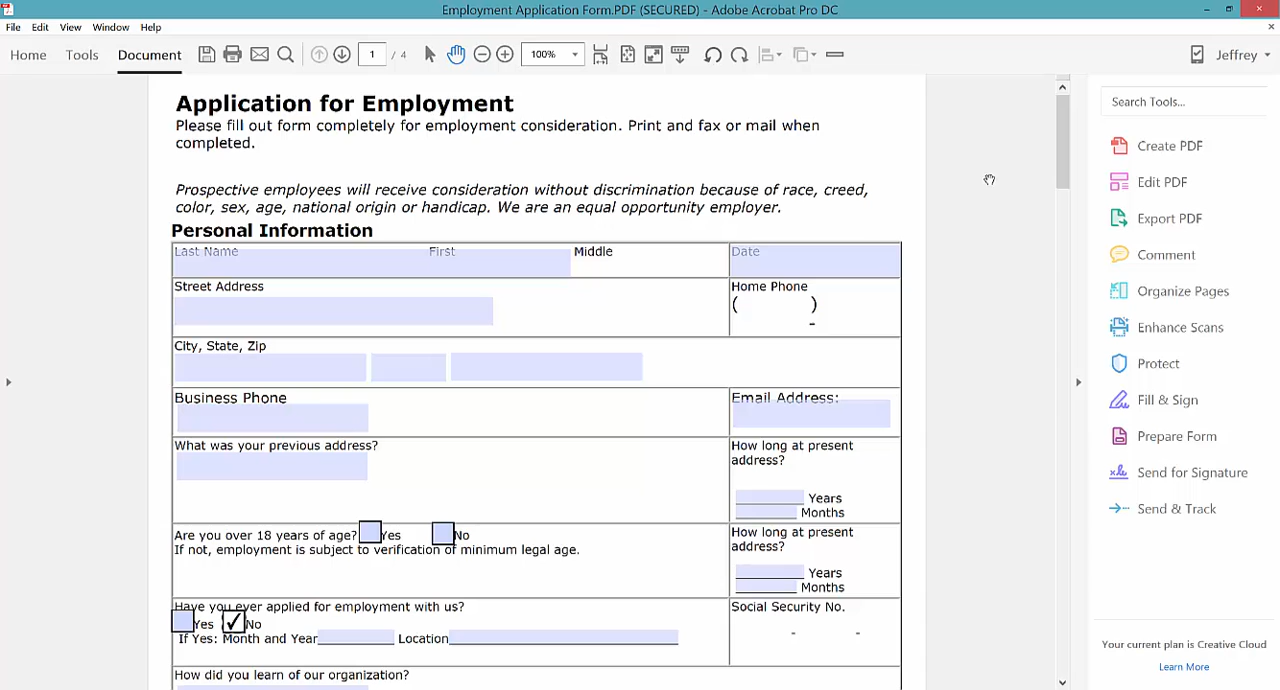 Employment Application Form.PDF (SECURED) - Adobe Acrobat Pro DC
File Edit View Window Help
Home Tools Document 1 / 4 100% Jeffrey
Application for Employment
Please fill out form completely for employment consideration. Print and fax or mail when
completed.
Prospective employees will receive consideration without discrimination because of race, creed,
color, sex, age, national origin or handicap. We are an equal opportunity employer.
Personal Information
Last Name First Middle Date
Street Address Home Phone
( )
-
City, State, Zip
Business Phone Email Address:
What was your previous address? How long at present
address?
Years
Months
Are you over 18 years of age? Yes No How long at present
If not, employment is subject to verification of minimum legal age. address?
Years
Months
Have you ever applied for employment with us? Social Security No.
Yes No - -
If Yes: Month and Year Location
How did you learn of our organization?
Search Tools...
Create PDF
Edit PDF
Export PDF
Comment
Organize Pages
Enhance Scans
Protect
Fill & Sign
Prepare Form
Send for Signature
Send & Track
Your current plan is Creative Cloud
Learn More